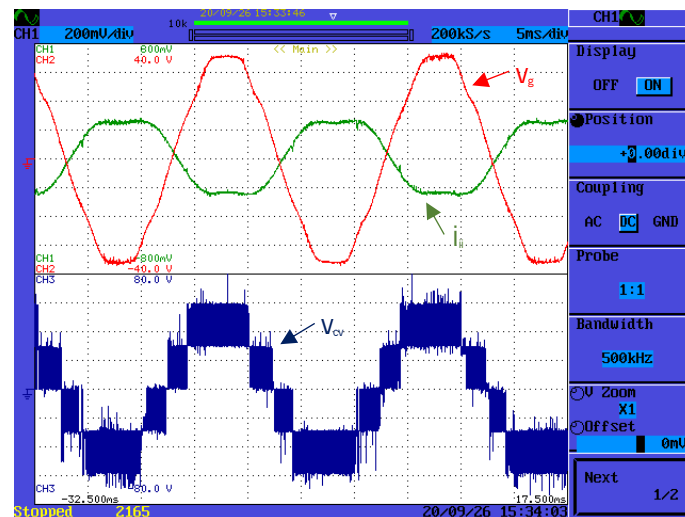 20/09/26 15:33:46
10k
CH1
CH1 200mV/div
200kS/s 5ms/div
CH1 800mV
<< Main >>
CH2 40.0 V
Display
OFF ON
Vg
Position
+0.00div
Coupling
AC DC GND
CH1 -800mV
CH2 -40.0 V
CH3 80.0 V
Probe
1:1
Vcv
Bandwidth
500kHz
V Zoom
X1
Offset
0mV
CH3 -80.0 V
-32.500ms 17.500ms
Next
1/2
Stopped 2165 20/09/26 15:34:03